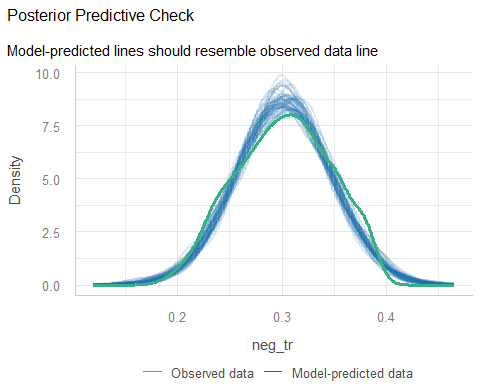 Posterior Predictive Check
Model-predicted lines should resemble observed data line
10.0
7.5
5.0
2.5
0.0
Density
0.2
0.3
0.4
neg_tr
Observed data
Model-predicted data